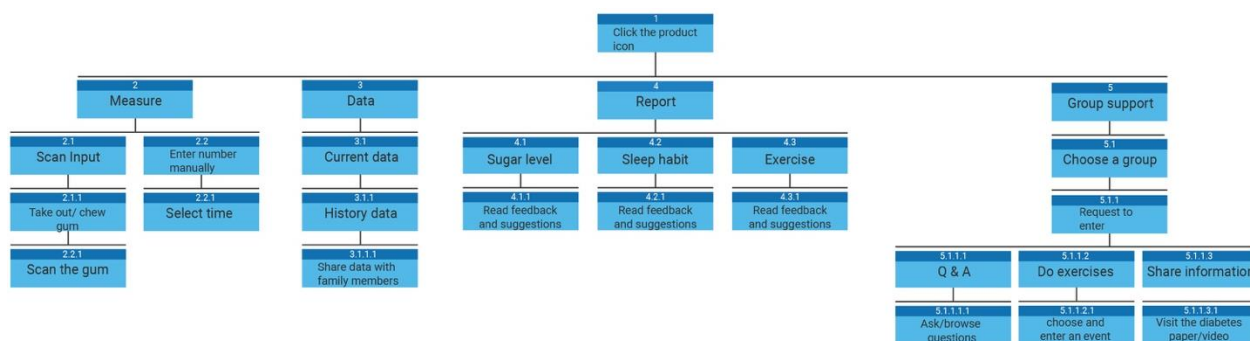 1
Click the product
icon
2
Measure
3
Data
4
Report
5
Group support
2.1
Scan Input
2.2
Enter number
manually
3.1
Current data
4.1
Sugar level
4.2
Sleep habit
4.3
Exercise
5.1
Choose a group
2.1.1
Take out/ chew
gum
2.2.1
Select time
3.1.1
History data
4.1.1
Read feedback
and suggestions
4.2.1
Read feedback
and suggestions
4.3.1
Read feedback
and suggestions
5.1.1
Request to
enter
2.2.1
Scan the gum
3.1.1.1
Share data with
family members
5.1.1.1
Q & A
5.1.1.2
Do exercises
5.1.1.3
Share information
5.1.1.1.1
Ask/browse
questions
5.1.1.2.1
choose and
enter an event
5.1.1.3.1
Visit the diabetes
paper/video